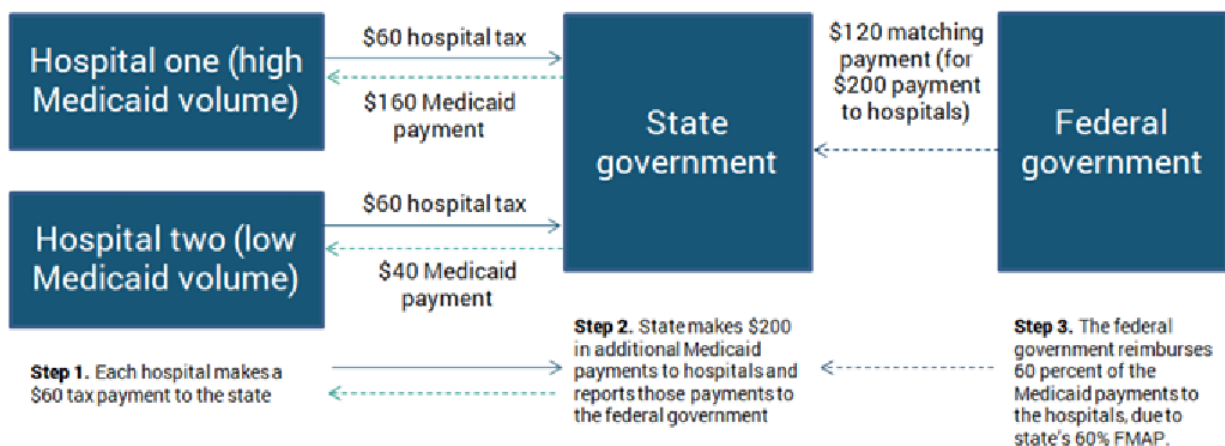 Hospital one (high
Medicaid volume)
$60 hospital tax
$160 Medicaid
payment
State
government
$120 matching
payment (for
$200 payment
to hospitals)
Federal
government
Hospital two (low
Medicaid volume)
$60 hospital tax
$40 Medicaid
payment
Step 1. Each hospital makes a
$60 tax payment to the state
Step 2. State makes $200
in additional Medicaid
payments to hospitals and
reports those payments to
the federal government
Step 3. The federal
government reimburses
60 percent of the
Medicaid payments to
the hospitals, due to
state's 60% FMAP.